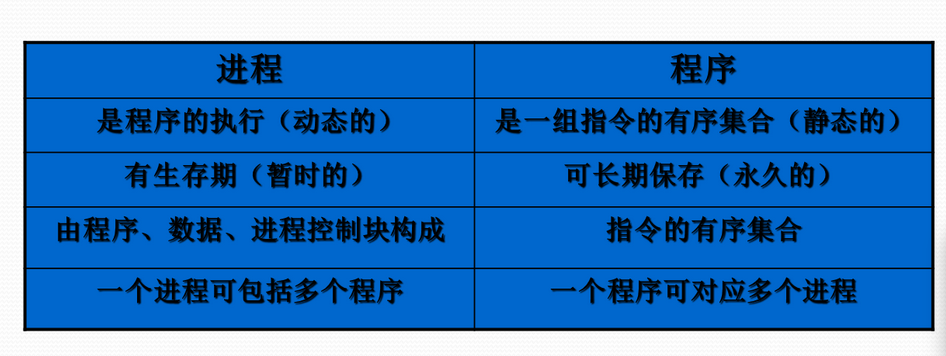 进程 程序
是程序的执行（动态的） 是一组指令的有序集合（静态的）
有生存期（暂时的） 可长期保存（永久的）
由程序、数据、进程控制块构成 指令的有序集合
一个进程可包括多个程序 一个程序可对应多个进程